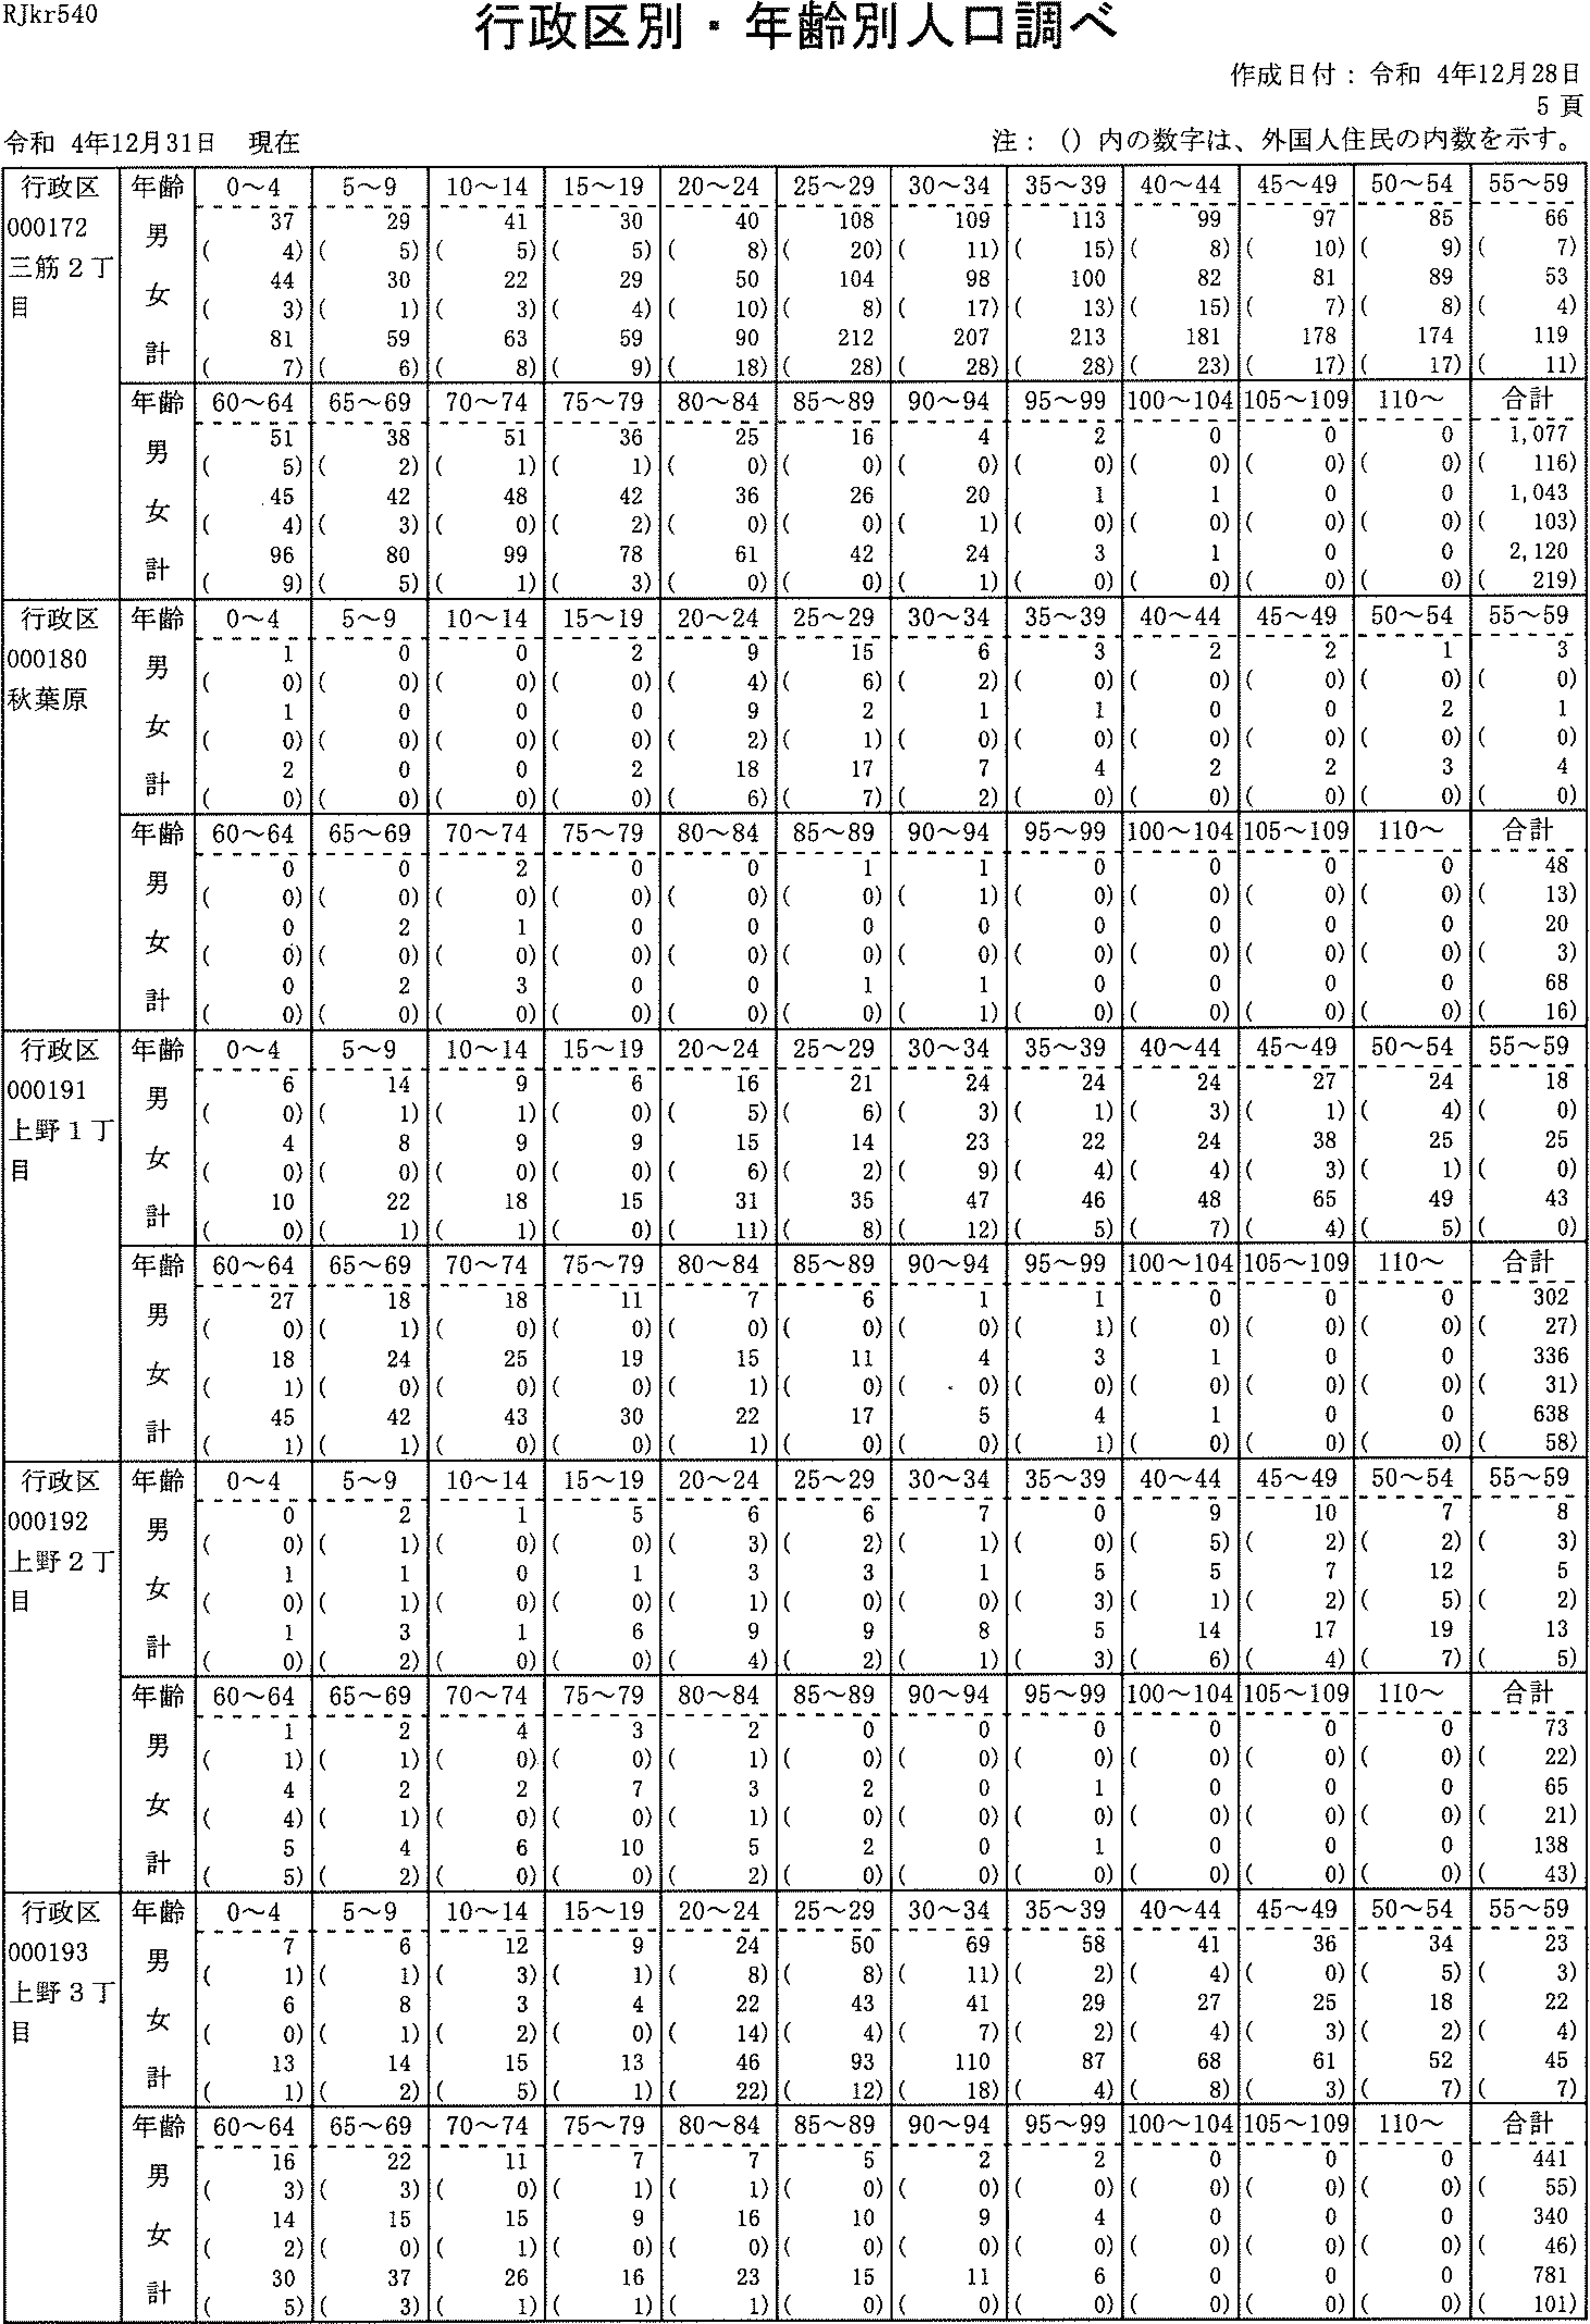 RJkr540
行政区別・年齢別人口調べ
作成日付：令和 4年12月28日
5 頁
令和 4年12月31日 現在
注：（）内の数字は、外国人住民の内数を示す。
行政区 年齢 0～4 5～9 10～14 15～19 20～24 25～29 30～34 35～39 40～44 45～49 50～54 55～59
000172 三筋２丁目
男 37 29 41 30 40 108 109 113 99 97 85 66
( 4) ( 5) ( 5) ( 5) ( 8) ( 20) ( 11) ( 15) ( 8) ( 10) ( 9) ( 7)
女 44 30 22 29 50 104 98 100 82 81 89 53
( 3) ( 1) ( 3) ( 4) ( 10) ( 8) ( 17) ( 13) ( 15) ( 7) ( 8) ( 4)
計 81 59 63 59 90 212 207 213 181 178 174 119
( 7) ( 6) ( 8) ( 9) ( 18) ( 28) ( 28) ( 28) ( 23) ( 17) ( 17) ( 11)
年齢 60～64 65～69 70～74 75～79 80～84 85～89 90～94 95～99 100～104 105～109 110～ 合計
男 51 38 51 36 25 16 4 2 0 0 0 1,077
( 5) ( 2) ( 1) ( 1) ( 0) ( 0) ( 0) ( 0) ( 0) ( 0) ( 0) ( 116)
女 45 42 48 42 36 26 20 1 1 0 0 1,043
( 4) ( 3) ( 0) ( 2) ( 0) ( 0) ( 1) ( 0) ( 0) ( 0) ( 0) ( 103)
計 96 80 99 78 61 42 24 3 1 0 0 2,120
( 9) ( 5) ( 1) ( 3) ( 0) ( 0) ( 1) ( 0) ( 0) ( 0) ( 0) ( 219)
行政区 年齢 0～4 5～9 10～14 15～19 20～24 25～29 30～34 35～39 40～44 45～49 50～54 55～59
000180 秋葉原
男 1 0 0 2 9 15 6 3 2 2 1 3
( 0) ( 0) ( 0) ( 0) ( 4) ( 6) ( 2) ( 0) ( 0) ( 0) ( 0) ( 0)
女 1 0 0 0 9 2 1 1 0 0 2 1
( 0) ( 0) ( 0) ( 0) ( 2) ( 1) ( 0) ( 0) ( 0) ( 0) ( 0) ( 0)
計 2 0 0 2 18 17 7 4 2 2 3 4
( 0) ( 0) ( 0) ( 0) ( 6) ( 7) ( 2) ( 0) ( 0) ( 0) ( 0) ( 0)
年齢 60～64 65～69 70～74 75～79 80～84 85～89 90～94 95～99 100～104 105～109 110～ 合計
男 0 0 2 0 0 1 1 0 0 0 0 48
( 0) ( 0) ( 0) ( 0) ( 0) ( 0) ( 1) ( 0) ( 0) ( 0) ( 0) ( 13)
女 0 2 1 0 0 0 0 0 0 0 0 20
( 0) ( 0) ( 0) ( 0) ( 0) ( 0) ( 0) ( 0) ( 0) ( 0) ( 0) ( 3)
計 0 2 3 0 0 1 1 0 0 0 0 68
( 0) ( 0) ( 0) ( 0) ( 0) ( 0) ( 1) ( 0) ( 0) ( 0) ( 0) ( 16)
行政区 年齢 0～4 5～9 10～14 15～19 20～24 25～29 30～34 35～39 40～44 45～49 50～54 55～59
000191 上野１丁目
男 6 14 9 6 16 21 24 24 24 27 24 18
( 0) ( 1) ( 1) ( 0) ( 5) ( 6) ( 3) ( 1) ( 3) ( 1) ( 4) ( 0)
女 4 8 9 9 15 14 23 22 24 38 25 25
( 0) ( 0) ( 0) ( 0) ( 6) ( 2) ( 9) ( 4) ( 4) ( 3) ( 1) ( 0)
計 10 22 18 15 31 35 47 46 48 65 49 43
( 0) ( 1) ( 1) ( 0) ( 11) ( 8) ( 12) ( 5) ( 7) ( 4) ( 5) ( 0)
年齢 60～64 65～69 70～74 75～79 80～84 85～89 90～94 95～99 100～104 105～109 110～ 合計
男 27 18 18 11 7 6 1 1 0 0 0 302
( 0) ( 1) ( 0) ( 0) ( 0) ( 0) ( 0) ( 1) ( 0) ( 0) ( 0) ( 27)
女 18 24 25 19 15 11 4 3 1 0 0 336
( 1) ( 0) ( 0) ( 0) ( 1) ( 0) ( 0) ( 0) ( 0) ( 0) ( 0) ( 31)
計 45 42 43 30 22 17 5 4 1 0 0 638
( 1) ( 1) ( 0) ( 0) ( 1) ( 0) ( 0) ( 1) ( 0) ( 0) ( 0) ( 58)
行政区 年齢 0～4 5～9 10～14 15～19 20～24 25～29 30～34 35～39 40～44 45～49 50～54 55～59
000192 上野２丁目
男 0 2 1 5 6 6 7 0 9 10 7 8
( 0) ( 1) ( 0) ( 0) ( 3) ( 2) ( 1) ( 0) ( 5) ( 2) ( 2) ( 3)
女 1 1 0 1 3 3 1 5 5 7 12 5
( 0) ( 1) ( 0) ( 0) ( 1) ( 0) ( 0) ( 3) ( 1) ( 2) ( 5) ( 2)
計 1 3 1 6 9 9 8 5 14 17 19 13
( 0) ( 2) ( 0) ( 0) ( 4) ( 2) ( 1) ( 3) ( 6) ( 4) ( 7) ( 5)
年齢 60～64 65～69 70～74 75～79 80～84 85～89 90～94 95～99 100～104 105～109 110～ 合計
男 1 2 4 3 2 0 0 0 0 0 0 73
( 1) ( 1) ( 0) ( 0) ( 1) ( 0) ( 0) ( 0) ( 0) ( 0) ( 0) ( 22)
女 4 2 2 7 3 2 0 1 0 0 0 65
( 4) ( 1) ( 0) ( 0) ( 1) ( 0) ( 0) ( 0) ( 0) ( 0) ( 0) ( 21)
計 5 4 6 10 5 2 0 1 0 0 0 138
( 5) ( 2) ( 0) ( 0) ( 2) ( 0) ( 0) ( 0) ( 0) ( 0) ( 0) ( 43)
行政区 年齢 0～4 5～9 10～14 15～19 20～24 25～29 30～34 35～39 40～44 45～49 50～54 55～59
000193 上野３丁目
男 7 6 12 9 24 50 69 58 41 36 34 23
( 1) ( 1) ( 3) ( 1) ( 8) ( 8) ( 11) ( 2) ( 4) ( 0) ( 5) ( 3)
女 6 8 3 4 22 43 41 29 27 25 18 22
( 0) ( 1) ( 2) ( 0) ( 14) ( 4) ( 7) ( 2) ( 4) ( 3) ( 2) ( 4)
計 13 14 15 13 46 93 110 87 68 61 52 45
( 1) ( 2) ( 5) ( 1) ( 22) ( 12) ( 18) ( 4) ( 8) ( 3) ( 7) ( 7)
年齢 60～64 65～69 70～74 75～79 80～84 85～89 90～94 95～99 100～104 105～109 110～ 合計
男 16 22 11 7 7 5 2 2 0 0 0 441
( 3) ( 3) ( 0) ( 1) ( 1) ( 0) ( 0) ( 0) ( 0) ( 0) ( 0) ( 55)
女 14 15 15 9 16 10 9 4 0 0 0 340
( 2) ( 0) ( 1) ( 0) ( 0) ( 0) ( 0) ( 0) ( 0) ( 0) ( 0) ( 46)
計 30 37 26 16 23 15 11 6 0 0 0 781
( 5) ( 3) ( 1) ( 1) ( 1) ( 0) ( 0) ( 0) ( 0) ( 0) ( 0) ( 101)